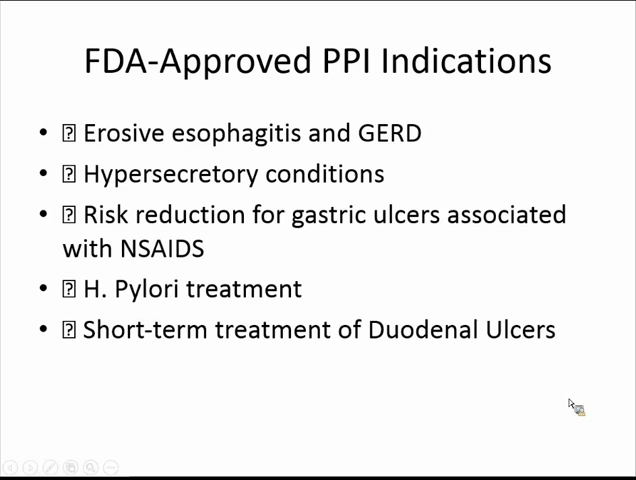 FDA-Approved PPI Indications
• ⍰ Erosive esophagitis and GERD
• ⍰ Hypersecretory conditions
• ⍰ Risk reduction for gastric ulcers associated
with NSAIDS
• ⍰ H. Pylori treatment
• ⍰ Short-term treatment of Duodenal Ulcers